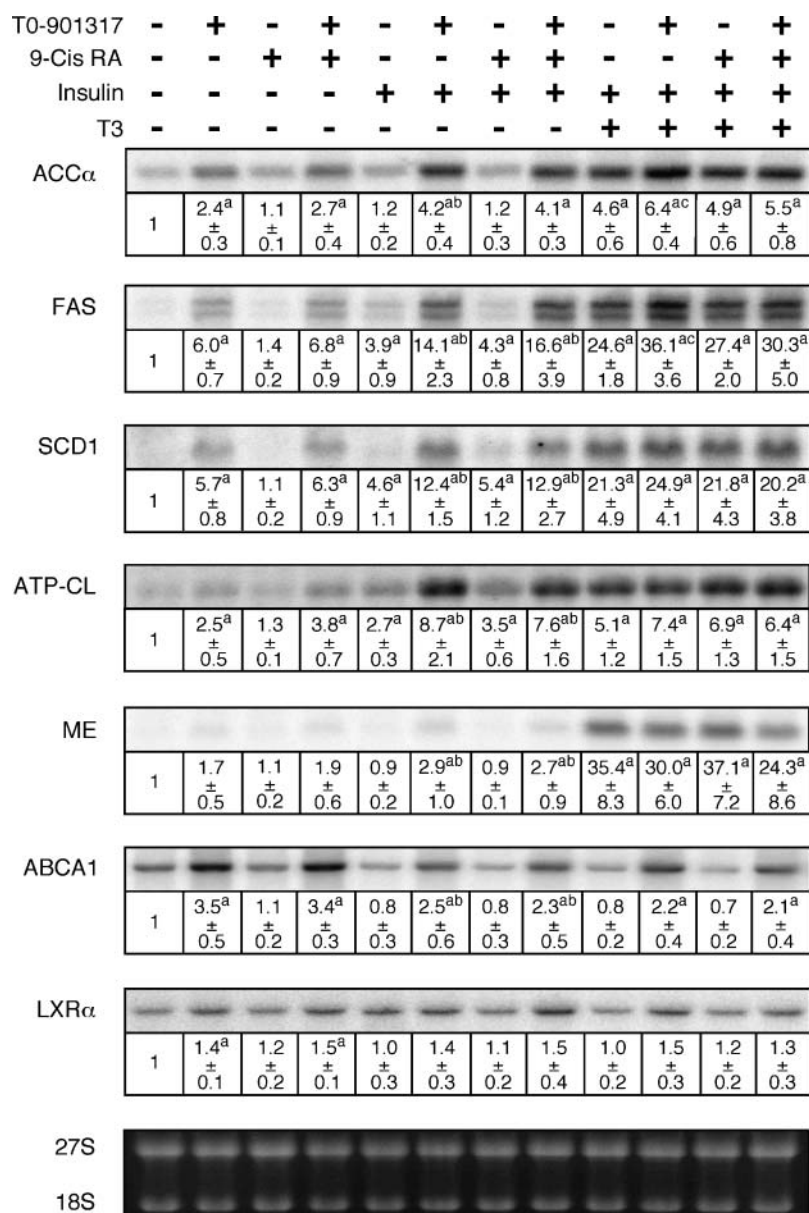 T0-901317 - + - + - + - + - + - +
9-Cis RA - - + + - - + + - - + +
Insulin - - - - + + + + + + + +
T3 - - - - - - - - + + + +
ACCα
1 2.4ᵃ 1.1 2.7ᵃ 1.2 4.2ᵃᵇ 1.2 4.1ᵃ 4.6ᵃ 6.4ᵃᶜ 4.9ᵃ 5.5ᵃ
± ± ± ± ± ± ± ± ± ± ±
0.3 0.1 0.4 0.2 0.4 0.3 0.3 0.6 0.4 0.6 0.8
FAS
1 6.0ᵃ 1.4 6.8ᵃ 3.9ᵃ 14.1ᵃᵇ 4.3ᵃ 16.6ᵃᵇ 24.6ᵃ 36.1ᵃᶜ 27.4ᵃ 30.3ᵃ
± ± ± ± ± ± ± ± ± ± ±
0.7 0.2 0.9 0.9 2.3 0.8 3.9 1.8 3.6 2.0 5.0
SCD1
1 5.7ᵃ 1.1 6.3ᵃ 4.6ᵃ 12.4ᵃᵇ 5.4ᵃ 12.9ᵃᵇ 21.3ᵃ 24.9ᵃ 21.8ᵃ 20.2ᵃ
± ± ± ± ± ± ± ± ± ± ±
0.8 0.2 0.9 1.1 1.5 1.2 2.7 4.9 4.1 4.3 3.8
ATP-CL
1 2.5ᵃ 1.3 3.8ᵃ 2.7ᵃ 8.7ᵃᵇ 3.5ᵃ 7.6ᵃᵇ 5.1ᵃ 7.4ᵃ 6.9ᵃ 6.4ᵃ
± ± ± ± ± ± ± ± ± ± ±
0.5 0.1 0.7 0.3 2.1 0.6 1.6 1.2 1.5 1.3 1.5
ME
1 1.7 1.1 1.9 0.9 2.9ᵃᵇ 0.9 2.7ᵃᵇ 35.4ᵃ 30.0ᵃ 37.1ᵃ 24.3ᵃ
± ± ± ± ± ± ± ± ± ± ±
0.5 0.2 0.6 0.2 1.0 0.1 0.9 8.3 6.0 7.2 8.6
ABCA1
1 3.5ᵃ 1.1 3.4ᵃ 0.8 2.5ᵃᵇ 0.8 2.3ᵃᵇ 0.8 2.2ᵃ 0.7 2.1ᵃ
± ± ± ± ± ± ± ± ± ± ±
0.5 0.2 0.3 0.3 0.6 0.3 0.5 0.2 0.4 0.2 0.4
LXRα
1 1.4ᵃ 1.2 1.5ᵃ 1.0 1.4 1.1 1.5 1.0 1.5 1.2 1.3
± ± ± ± ± ± ± ± ± ± ±
0.1 0.2 0.1 0.3 0.3 0.2 0.4 0.2 0.3 0.2 0.3
27S
18S